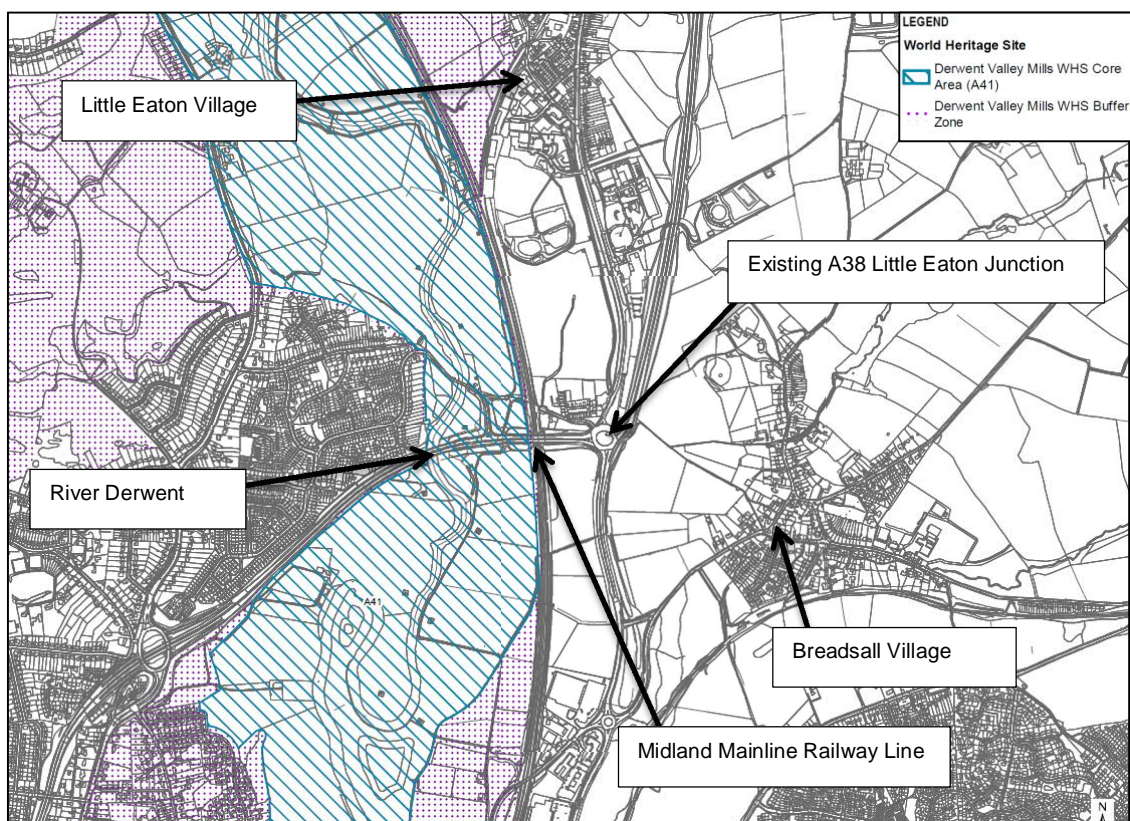 LEGEND
World Heritage Site
Derwent Valley Mills WHS Core
Area (A41)
Derwent Valley Mills WHS Buffer
Zone
Little Eaton Village
Existing A38 Little Eaton Junction
River Derwent
A41
Breadsall Village
Midland Mainline Railway Line
N